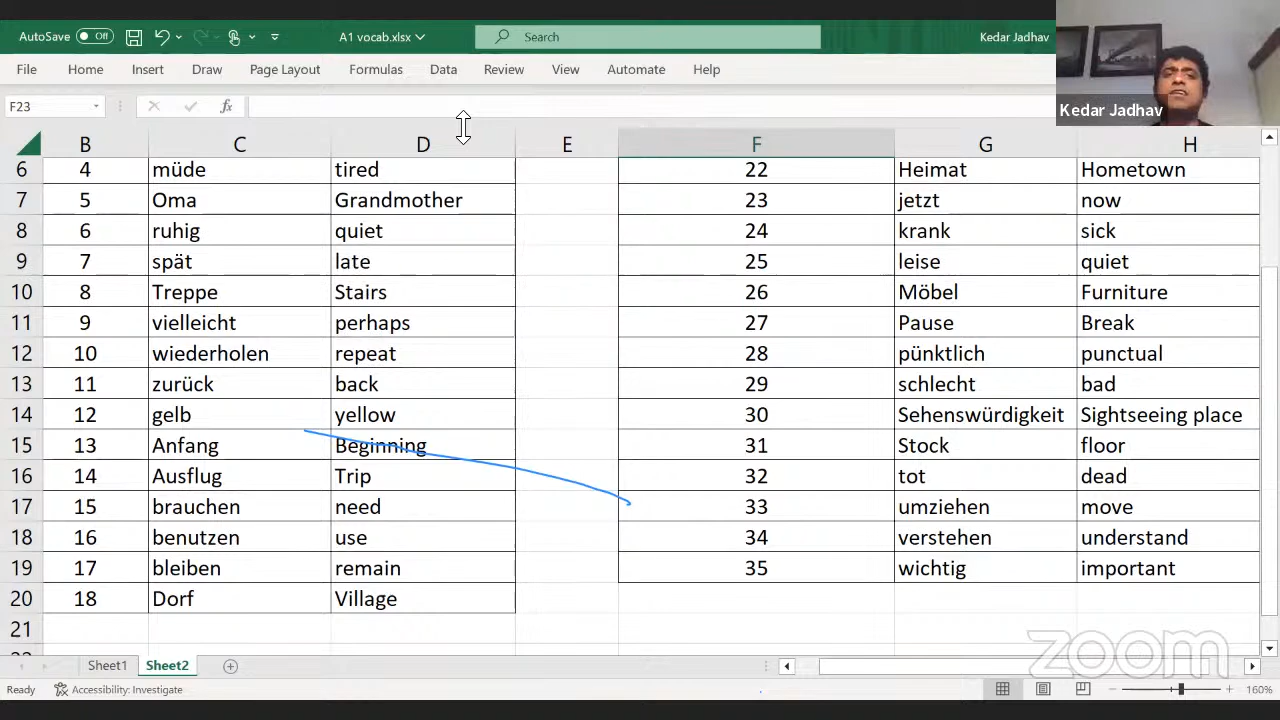 AutoSave Off A1 vocab.xlsx Search Kedar Jadhav
File Home Insert Draw Page Layout Formulas Data Review View Automate Help
Kedar Jadhav
F23 fx
B C D E F G H
6 4 müde tired 22 Heimat Hometown
7 5 Oma Grandmother 23 jetzt now
8 6 ruhig quiet 24 krank sick
9 7 spät late 25 leise quiet
10 8 Treppe Stairs 26 Möbel Furniture
11 9 vielleicht perhaps 27 Pause Break
12 10 wiederholen repeat 28 pünktlich punctual
13 11 zurück back 29 schlecht bad
14 12 gelb yellow 30 Sehenswürdigkeit Sightseeing place
15 13 Anfang Beginning 31 Stock floor
16 14 Ausflug Trip 32 tot dead
17 15 brauchen need 33 umziehen move
18 16 benutzen use 34 verstehen understand
19 17 bleiben remain 35 wichtig important
20 18 Dorf Village
21
zoom
Sheet1 Sheet2
Ready Accessibility: Investigate 160%